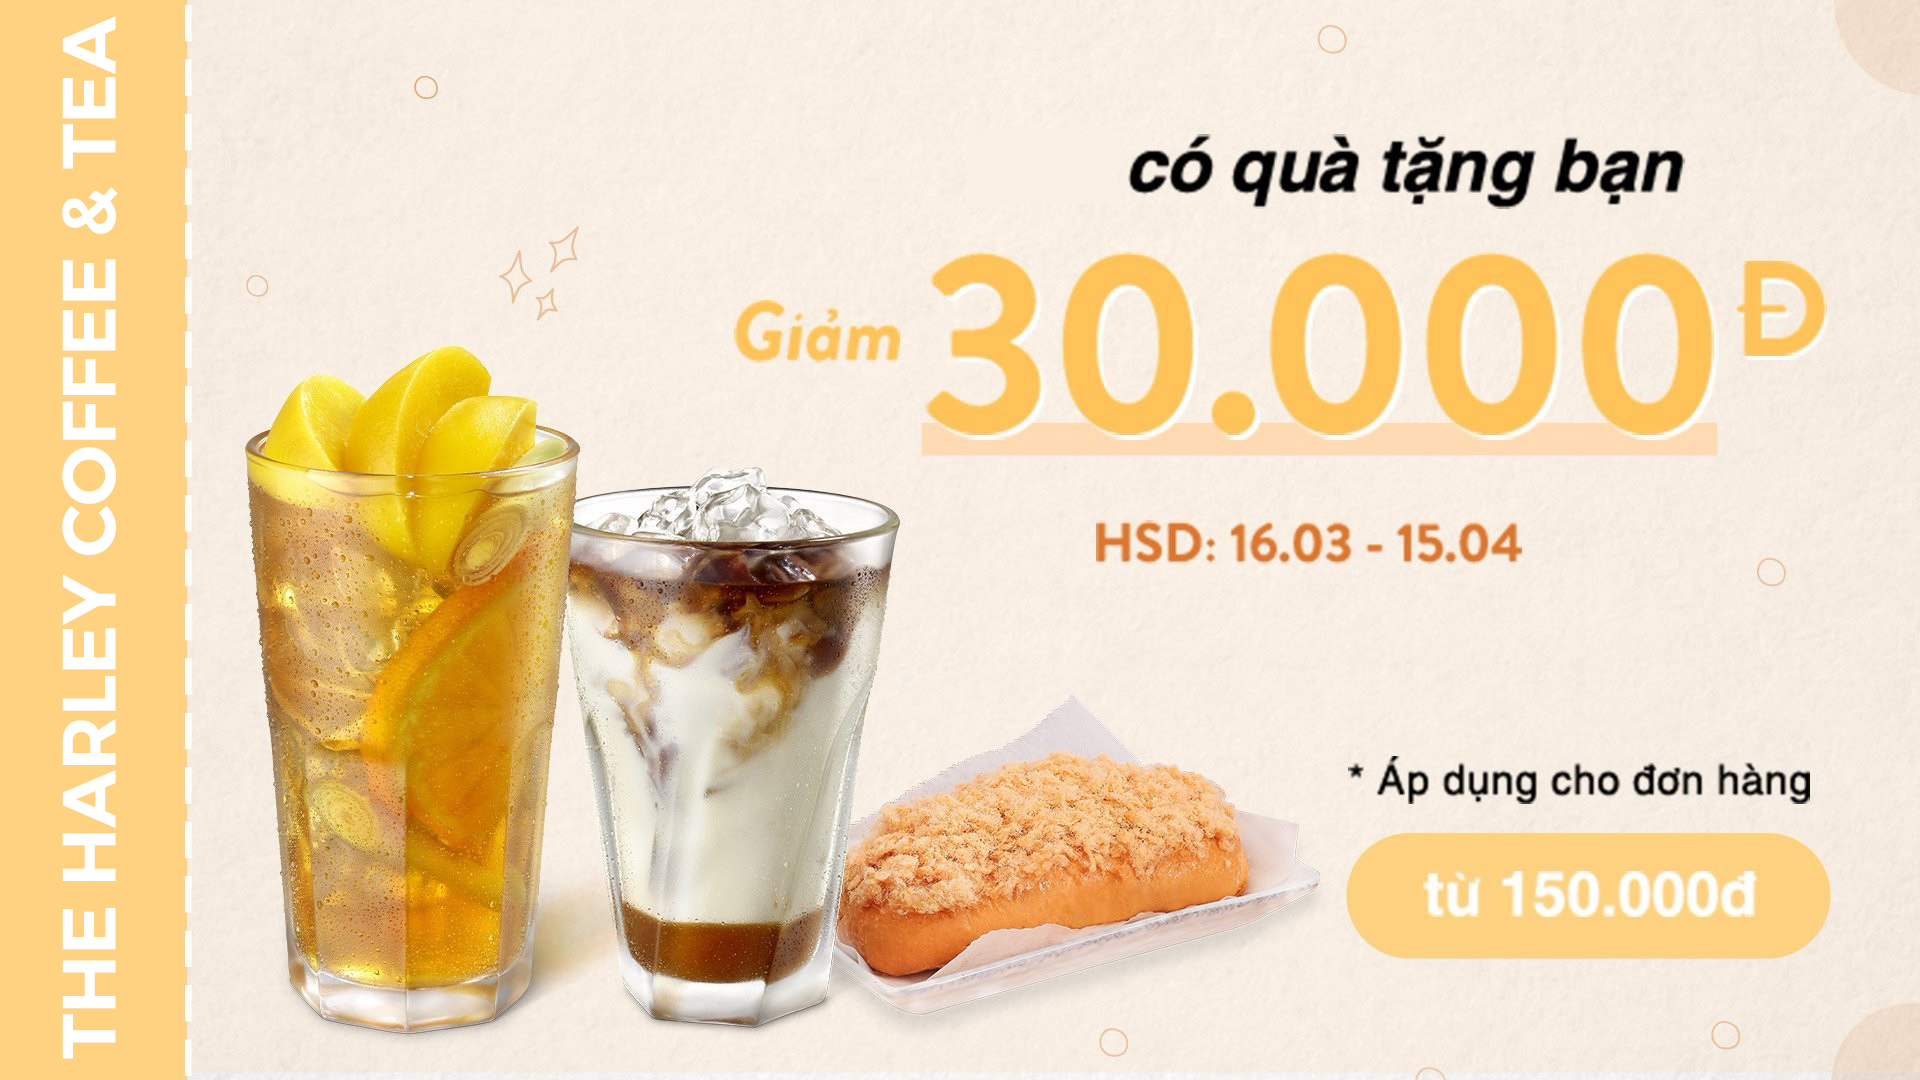 THE HARLEY COFFEE & TEA
có quà tặng bạn
Giảm 30.000Đ
HSD: 16.03 - 15.04
* Áp dụng cho đơn hàng
từ 150.000đ